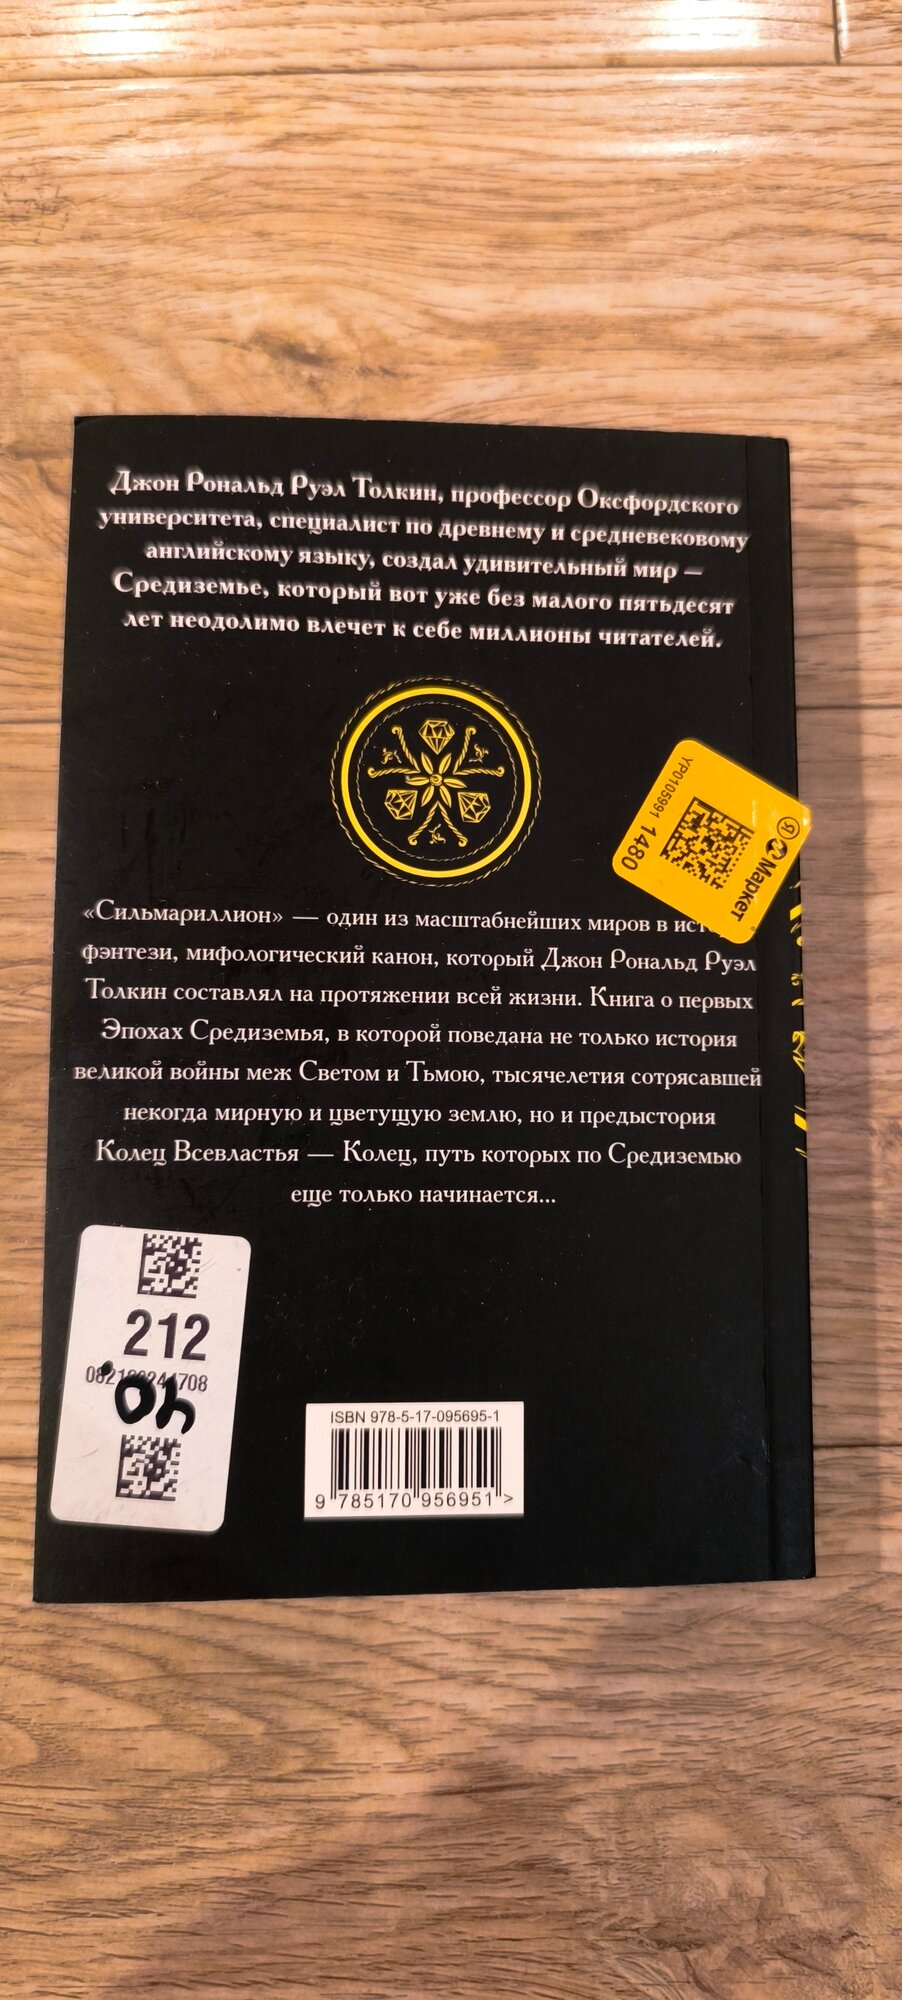 Джон Рональд Руэл Толкин, профессор Оксфордского
университета, специалист по древнему и средневековому
английскому языку, создал удивительный мир —
Средиземье, который вот уже без малого пятьдесят
лет неодолимо влечет к себе миллионы читателей.
YP0105991 1480
Я Маркет
«Сильмариллион» — один из масштабнейших миров в
фэнтези, мифологический канон, который Джон Рональд Руэл
Толкин составлял на протяжении всей жизни. Книга о первых
Эпохах Средиземья, в которой поведана не только история
великой войны меж Светом и Тьмою, тысячелетия сотрясавшей
некогда мирную и цветущую землю, но и предыстория
Колец Всевластья — Колец, путь которых по Средиземью
еще только начинается...
212
ISBN 978-5-17-095695-1
9 785170 956951 >